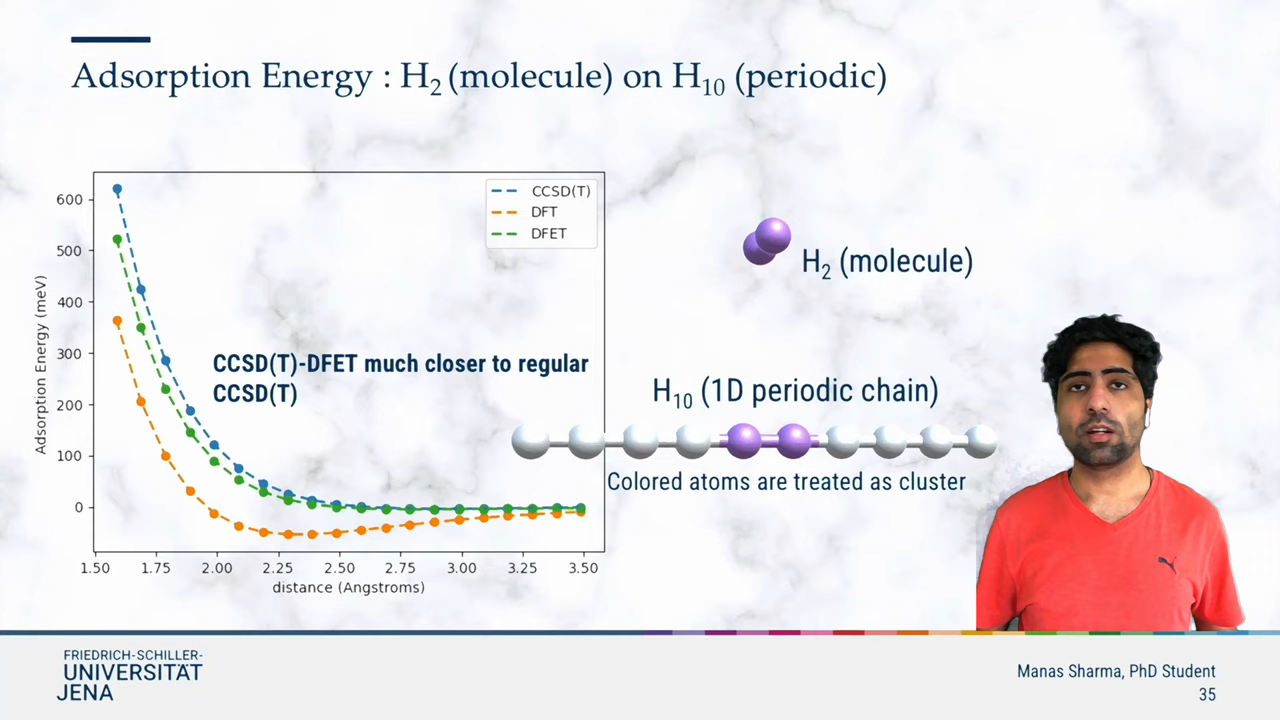 Adsorption Energy : H₂ (molecule) on H₁₀ (periodic)
600
500
400
300
200
100
0
Adsorption Energy (meV)
CCSD(T)
DFT
DFET
CCSD(T)-DFET much closer to regular
CCSD(T)
1.50 1.75 2.00 2.25 2.50 2.75 3.00 3.25 3.50
distance (Angstroms)
H₂ (molecule)
H₁₀ (1D periodic chain)
Colored atoms are treated as cluster
FRIEDRICH-SCHILLER-
UNIVERSITÄT
JENA
Manas Sharma, PhD Student
35